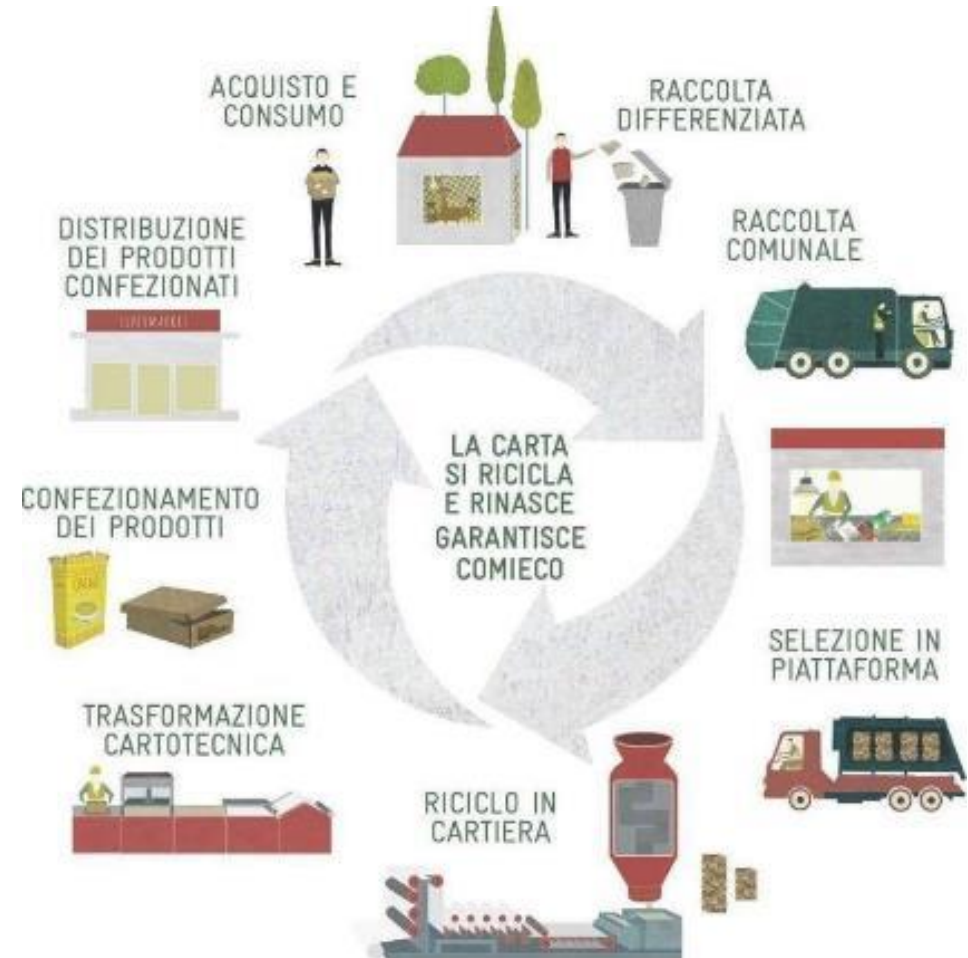 ACQUISTO E
CONSUMO
RACCOLTA
DIFFERENZIATA
RACCOLTA
COMUNALE
DISTRIBUZIONE
DEI PRODOTTI
CONFEZIONATI
SUPERMARKET
LA CARTA
SI RICICLA
E RINASCE
GARANTISCE
COMIECO
CONFEZIONAMENTO
DEI PRODOTTI
SELEZIONE IN
PIATTAFORMA
TRASFORMAZIONE
CARTOTECNICA
RICICLO IN
CARTIERA